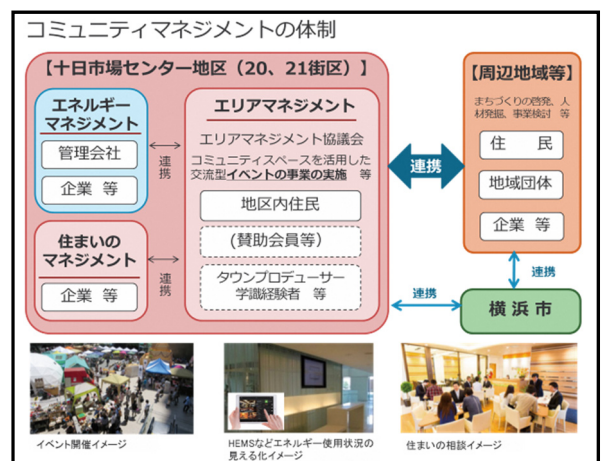 コミュニティマネジメントの体制
【十日市場センター地区（20、21街区）】
エネルギー
マネジメント
管理会社
企業 等
連携
住まいの
マネジメント
企業 等
連携
エリアマネジメント
エリアマネジメント協議会
コミュニティスペースを活用した
交流型イベントの事業の実施 等
地区内住民
(賛助会員等)
タウンプロデューサー
学識経験者 等
連携
【周辺地域等】
まちづくりの啓発、人
材発掘、事業検討 等
住 民
地域団体
企業 等
連携
連携
横浜市
イベント開催イメージ
HEMSなどエネルギー使用状況の
見える化イメージ
住まいの相談イメージ